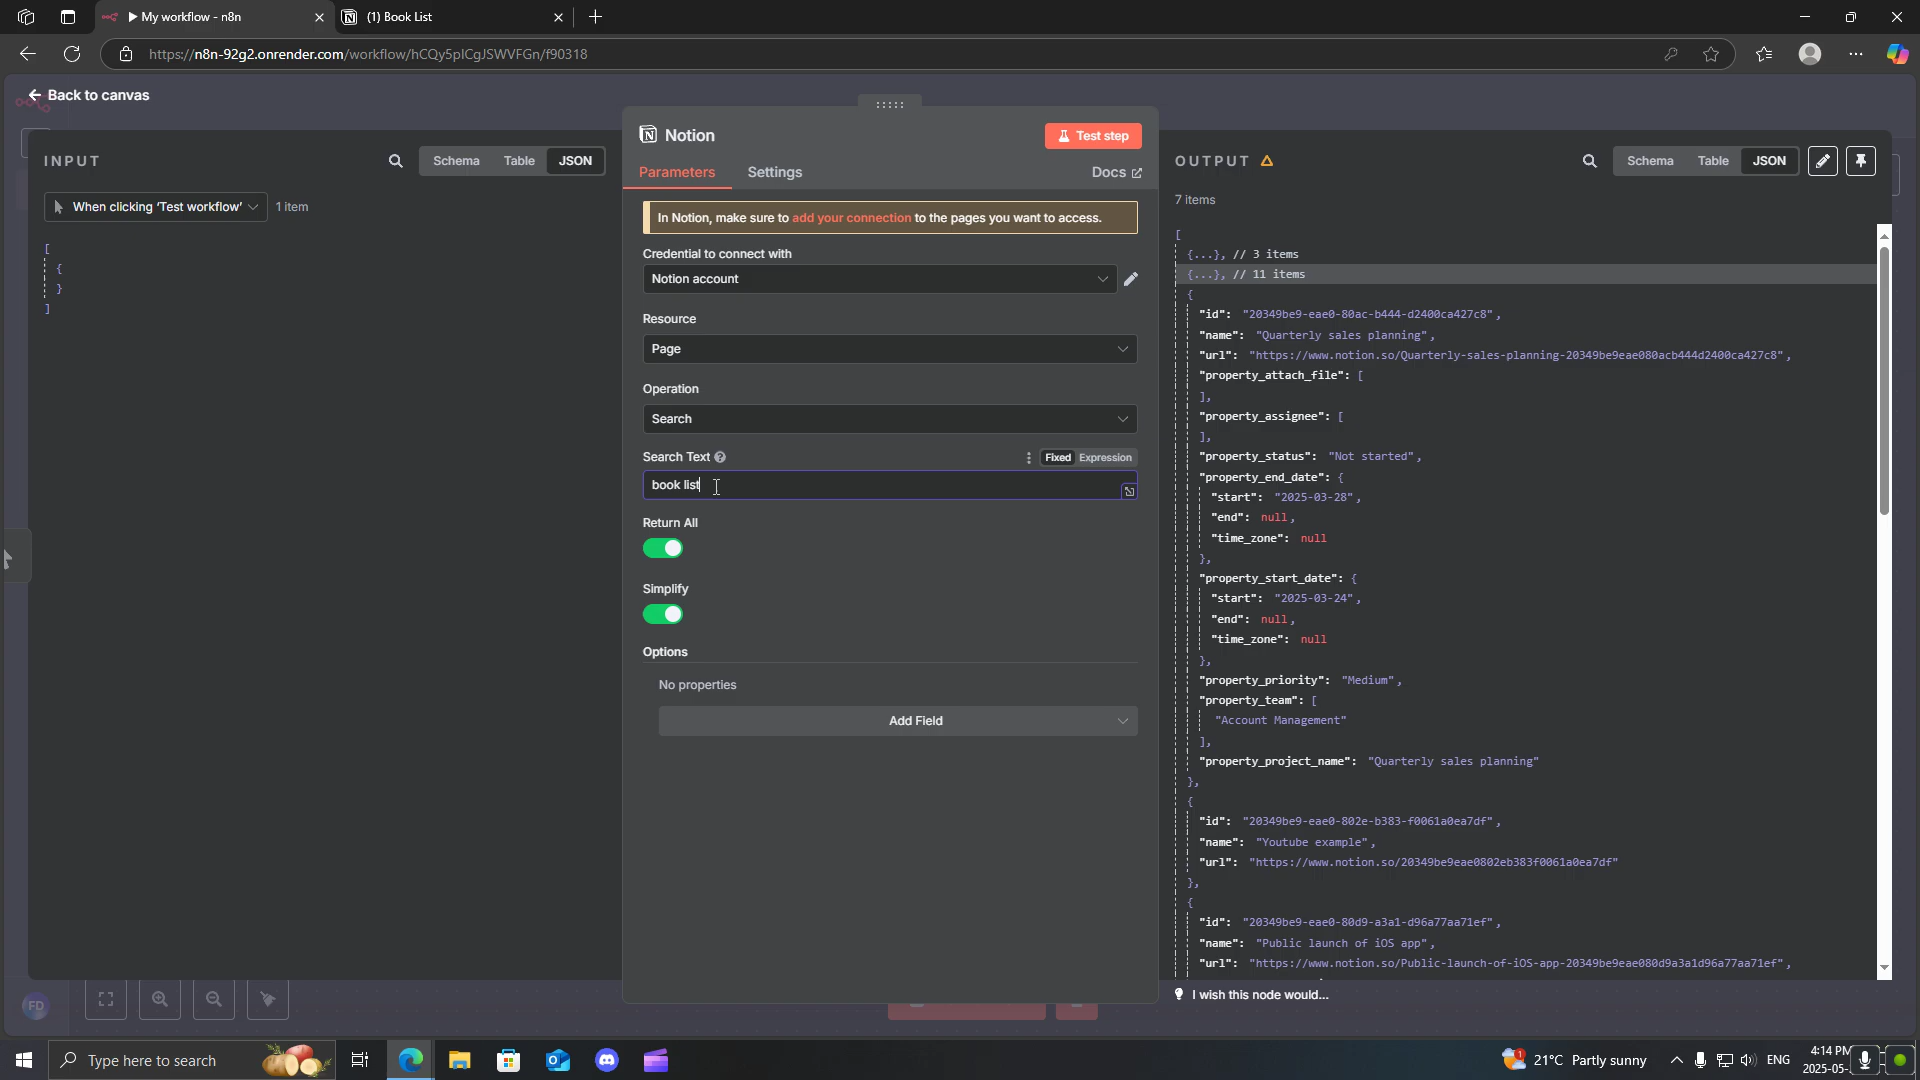 My workflow - n8n
(1) Book List
https://n8n-92g2.onrender.com/workflow/hCQy5plCgJSWVFGn/f90318
Back to canvas
INPUT
Schema
Table
JSON
When clicking 'Test workflow'
1 item
[
{
}
]
Notion
Test step
Parameters
Settings
Docs
In Notion, make sure to add your connection to the pages you want to access.
Credential to connect with
Notion account
Resource
Page
Operation
Search
Search Text
Fixed
Expression
book list
Return All
Simplify
Options
No properties
Add Field
OUTPUT
Schema
Table
JSON
7 items
[
{...}, // 3 items
{...}, // 11 items
{
"id": "20349be9-eae0-80ac-b444-d2400ca427c8",
"name": "Quarterly sales planning",
"url": "https://www.notion.so/Quarterly-sales-planning-20349be9eae080acb444d2400ca427c8",
"property_attach_file": [
],
"property_assignee": [
],
"property_status": "Not started",
"property_end_date": {
"start": "2025-03-28",
"end": null,
"time_zone": null
},
"property_start_date": {
"start": "2025-03-24",
"end": null,
"time_zone": null
},
"property_priority": "Medium",
"property_team": [
"Account Management"
],
"property_project_name": "Quarterly sales planning"
},
{
"id": "20349be9-eae0-802e-b383-f0061a0ea7df",
"name": "Youtube example",
"url": "https://www.notion.so/20349be9eae0802eb383f0061a0ea7df"
},
{
"id": "20349be9-eae0-80d9-a3a1-d96a77aa71ef",
"name": "Public launch of iOS app",
"url": "https://www.notion.so/Public-launch-of-iOS-app-20349be9eae080d9a3a1d96a77aa71ef",
I wish this node would...
FD
Type here to search
1
21°C Partly sunny
ENG
4:14 PM
2025-05-